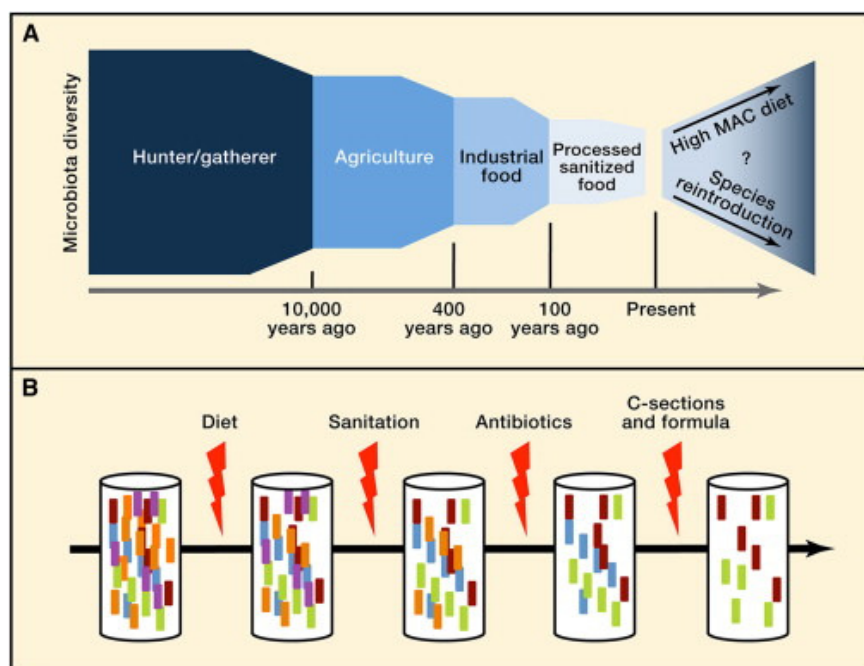 A
Microbiota diversity
Hunter/gatherer
Agriculture
Industrial
food
Processed
sanitized
food
High MAC diet
?
Species
reintroduction
10,000
years ago
400
years ago
100
years ago
Present
B
Diet
Sanitation
Antibiotics
C-sections
and formula